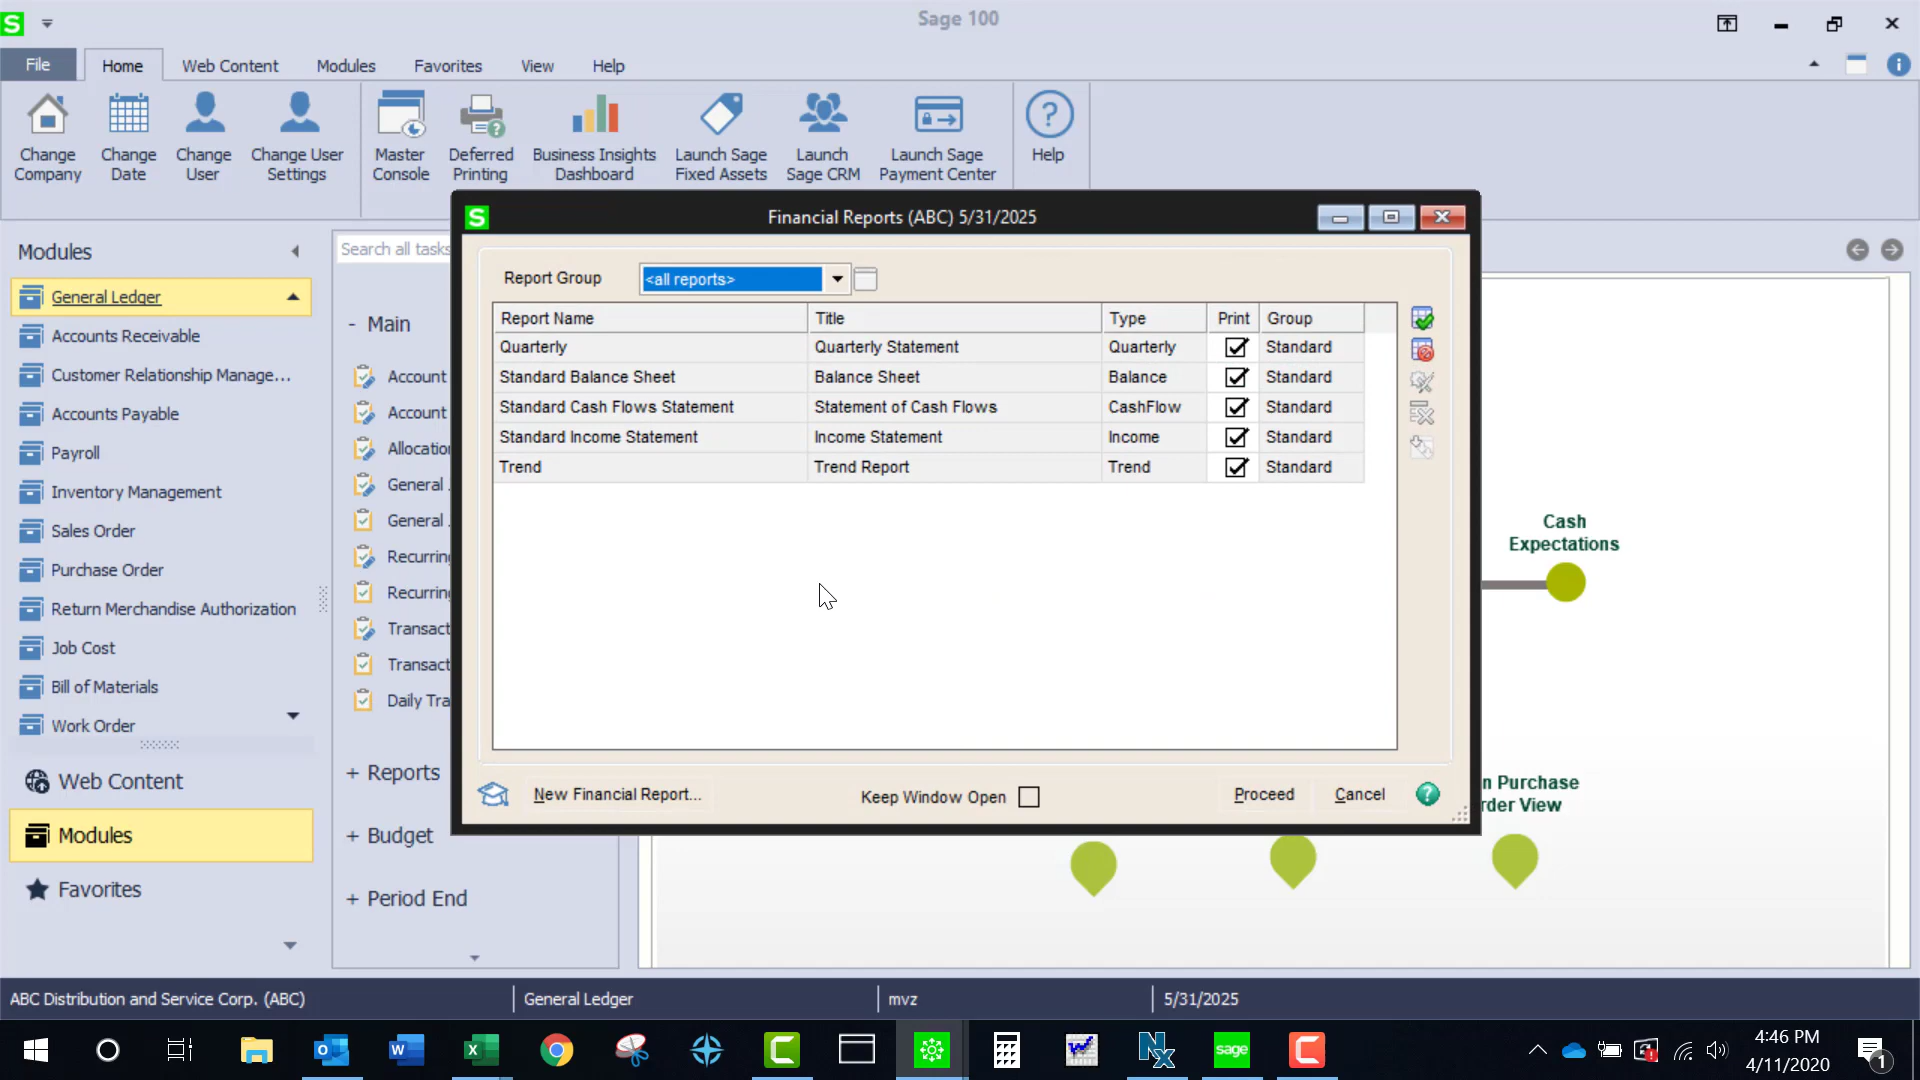 S
Sage 100
File
Home
Web Content
Modules
Favorites
View
Help
i
Change
Company
Change
Date
Change
User
Change User
Settings
Master
Console
Deferred
Printing
Business Insights
Dashboard
Launch Sage
Fixed Assets
Launch
Sage CRM
Launch Sage
Payment Center
Help
Modules
General Ledger
Accounts Receivable
Customer Relationship Manage...
Accounts Payable
Payroll
Inventory Management
Sales Order
Purchase Order
Return Merchandise Authorization
Job Cost
Bill of Materials
Work Order
Web Content
Modules
Favorites
Search all tasks
- Main
Account
Account
General
General
+ Reports
+ Budget
+ Period End
S
Financial Reports (ABC) 5/31/2025
Report Group
<all reports>
Report Name Title Type Print Group
Quarterly Quarterly Statement Quarterly Standard
Standard Balance Sheet Balance Sheet Balance Standard
Standard Cash Flows Statement Statement of Cash Flows CashFlow Standard
Standard Income Statement Income Statement Income Standard
Trend Trend Report Trend Standard
New Financial Report...
Keep Window Open
Proceed
Cancel
?
Cash
Expectations
Purchase
View
ABC Distribution and Service Corp. (ABC)
General Ledger
mvz
5/31/2025
sage
4:46 PM
4/11/2020
1